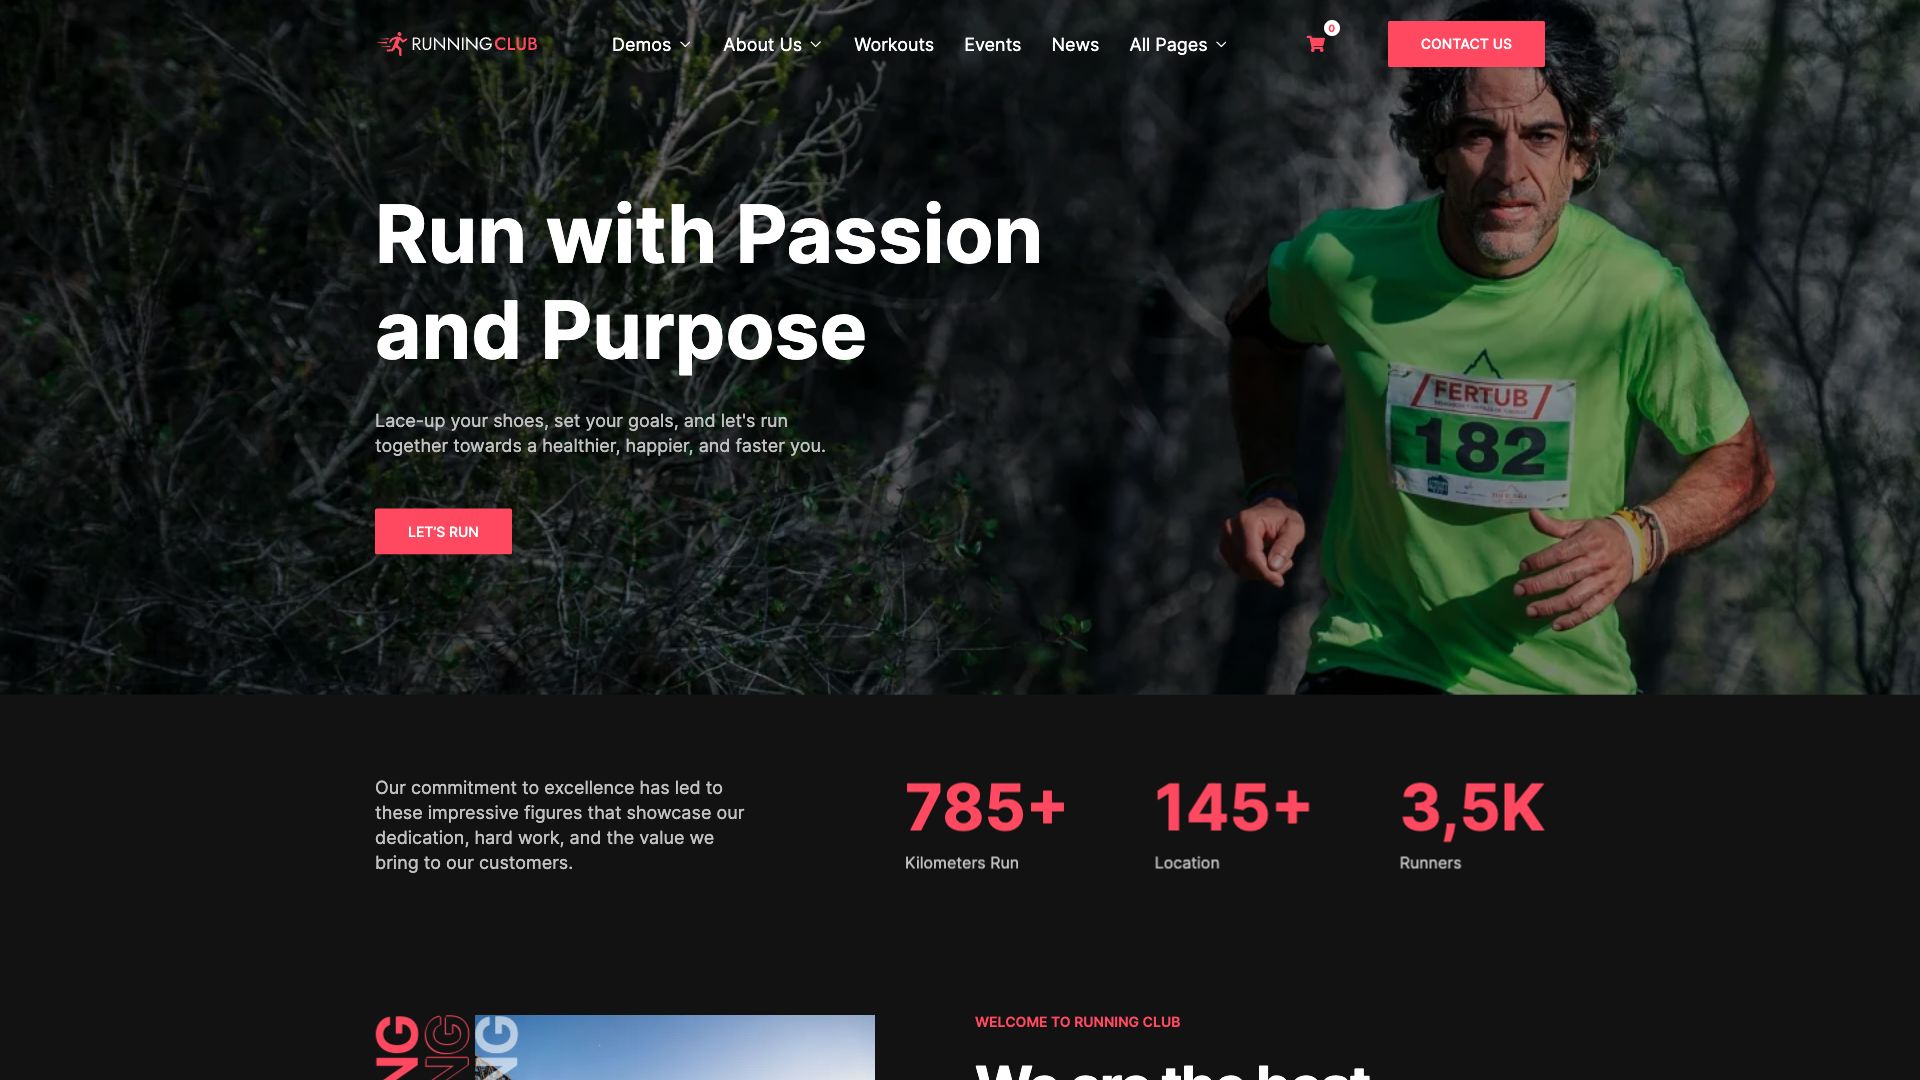 RUNNINGCLUB
Demos
About Us
Workouts
Events
News
All Pages
0
CONTACT US
Run with Passion
and Purpose
Lace-up your shoes, set your goals, and let's run
together towards a healthier, happier, and faster you.
LET'S RUN
FERTUB
182
Our commitment to excellence has led to
these impressive figures that showcase our
dedication, hard work, and the value we
bring to our customers.
785+
Kilometers Run
145+
Location
3,5K
Runners
NG
NG
NG
WELCOME TO RUNNING CLUB
We are the best